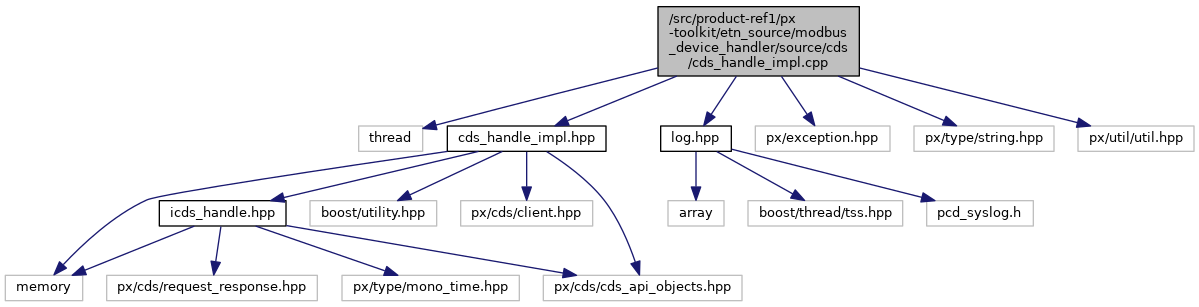 /src/product-ref1/px
-toolkit/etn_source/modbus
_device_handler/source/cds
/cds_handle_impl.cpp
thread
cds_handle_impl.hpp
log.hpp
px/exception.hpp
px/type/string.hpp
px/util/util.hpp
icds_handle.hpp
boost/utility.hpp
px/cds/client.hpp
array
boost/thread/tss.hpp
pcd_syslog.h
memory
px/cds/request_response.hpp
px/type/mono_time.hpp
px/cds/cds_api_objects.hpp